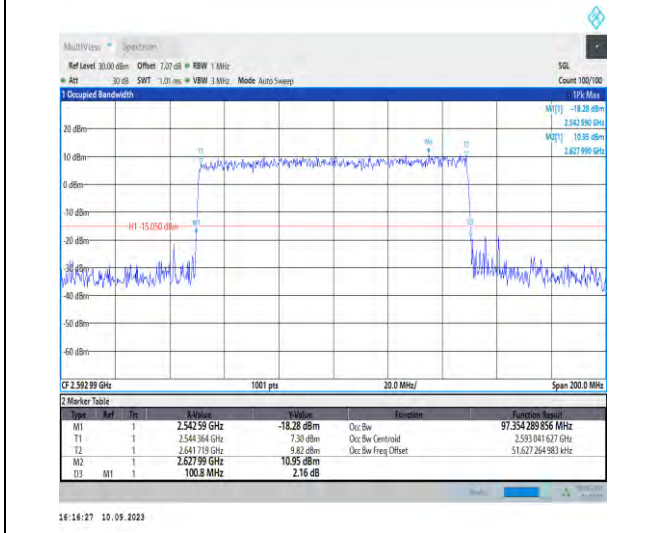 MultiView Spectrum
Ref Level 30.00 dBm Offset 7.07 dB RBW 1 MHz SGL
Att 30 dB SWT 1.01 ms VBW 3 MHz Mode Auto Sweep Count 100/100
1 Occupied Bandwidth 1Pk Max
M1[1] -18.28 dBm
2.542 590 GHz
M2[1] 10.95 dBm
2.627 990 GHz
20 dBm
10 dBm
0 dBm
-10 dBm
H1 -15.050 dBm
M1
D3
-20 dBm
-30 dBm
-40 dBm
-50 dBm
-60 dBm
CF 2.592 99 GHz 1001 pts 20.0 MHz/ Span 200.0 MHz
2 Marker Table
Type Ref Trc X-Value Y-Value Function Function Result
M1 1 2.542 59 GHz -18.28 dBm Occ Bw 97.354 289 856 MHz
T1 1 2.544 364 GHz 7.30 dBm Occ Bw Centroid 2.593 041 627 GHz
T2 1 2.641 719 GHz 9.82 dBm Occ Bw Freq Offset 51.627 264 983 kHz
M2 1 2.627 99 GHz 10.95 dBm
D3 M1 1 100.8 MHz 2.16 dB
16:16:27 10.09.2023